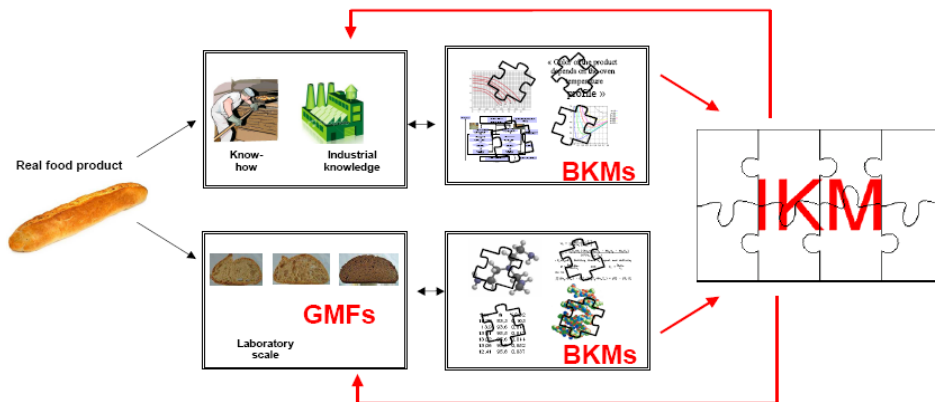 Real food product
Know-
how
Industrial
knowledge
« Color of the product
depends on the oven
temperature
profile »
BKMs
IKM
GMFs
Laboratory
scale
BKMs